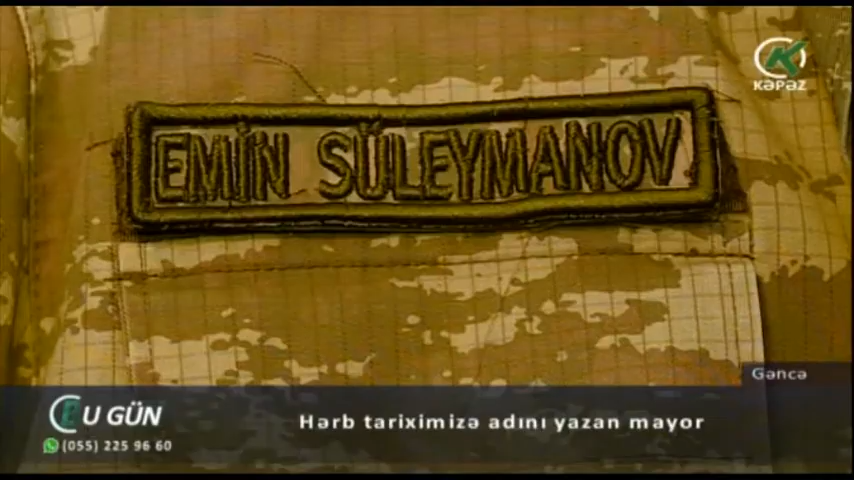 KƏPƏZ
EMİN SÜLEYMANOV
Gəncə
BU GÜN
Hərb tariximizə adını yazan mayor
(055) 225 96 60